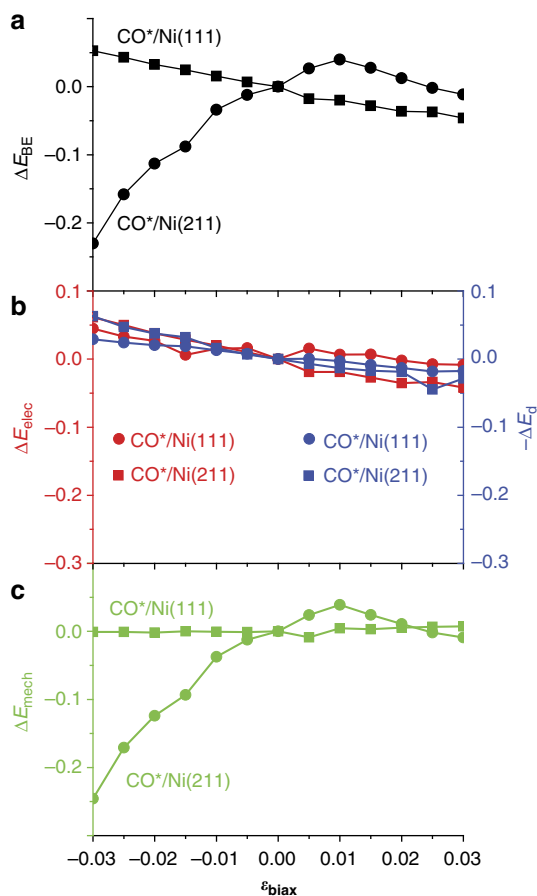 a
CO*/Ni(111)
0.0
−0.1
−0.2
ΔE_BE
CO*/Ni(211)
b
0.1
0.0
−0.1
−0.2
−0.3
ΔE_elec
CO*/Ni(111)
CO*/Ni(211)
CO*/Ni(111)
CO*/Ni(211)
0.1
0.0
−0.1
−0.2
−0.3
−ΔE_d
c
CO*/Ni(111)
0.0
−0.1
−0.2
ΔE_mech
CO*/Ni(211)
−0.03 −0.02 −0.01 0.00 0.01 0.02 0.03
ε_biax